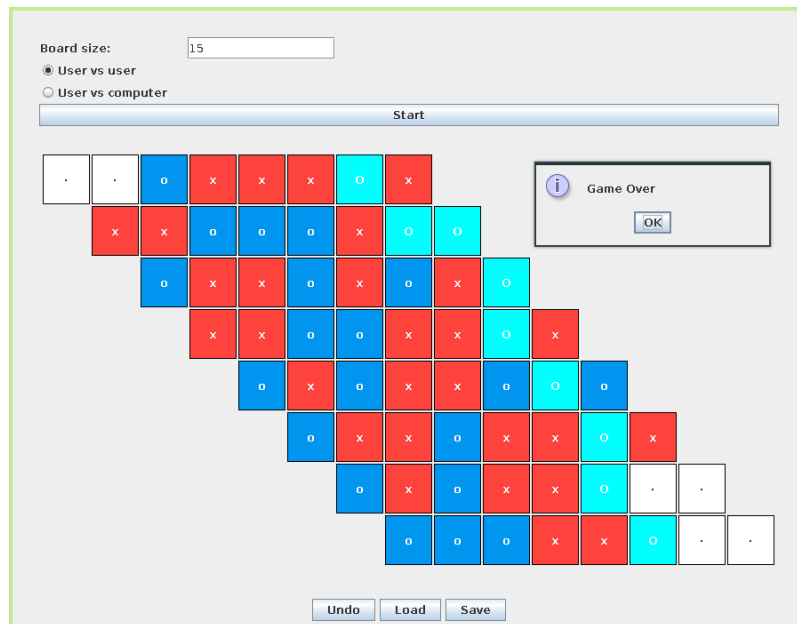 Board size: 15
User vs user
User vs computer
Start
. . o x x x O x
i Game Over
OK
x x o o o x O O
o x x o x o x O
x x o o x x O x
o x o x x o O o
o x x o x x O x
o x o x x O . .
o o o x x O . .
Undo Load Save